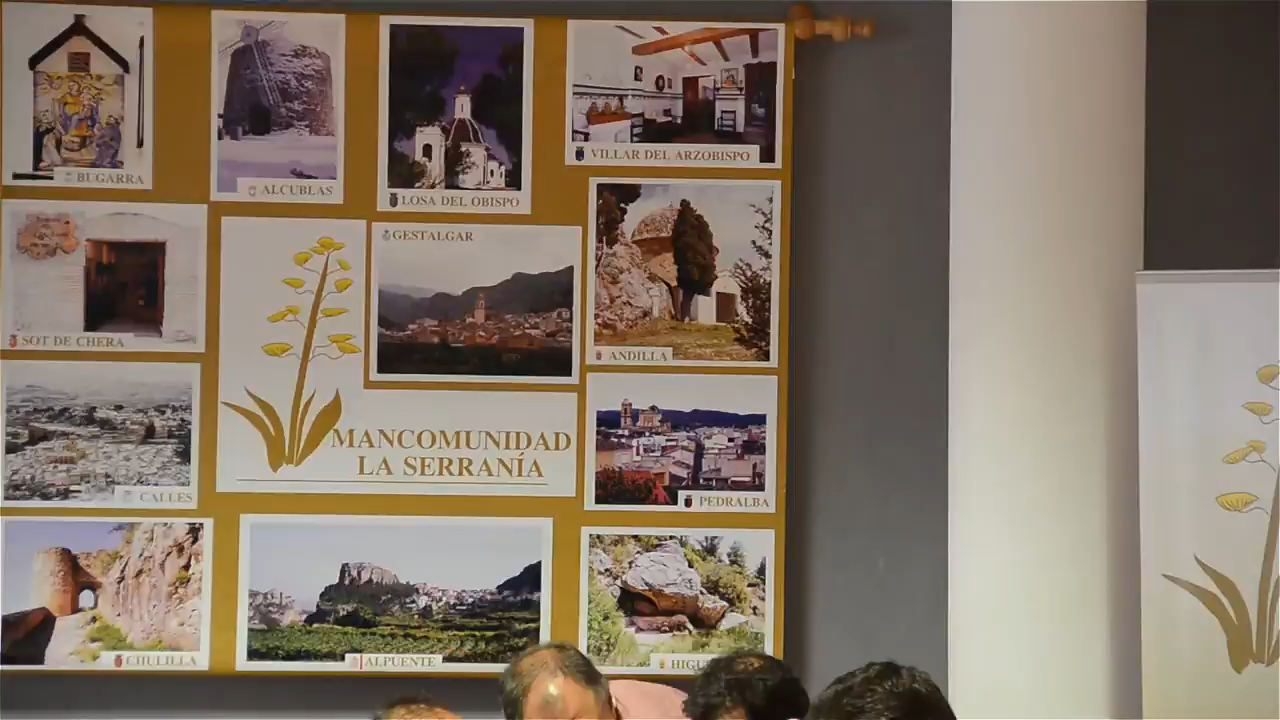 BUGARRA
ALCUBLAS
LOSA DEL OBISPO
VILLAR DEL ARZOBISPO
SOT DE CHERA
GESTALGAR
ANDILLA
MANCOMUNIDAD
LA SERRANÍA
CALLES
PEDRALBA
CHULILLA
ALPUENTE